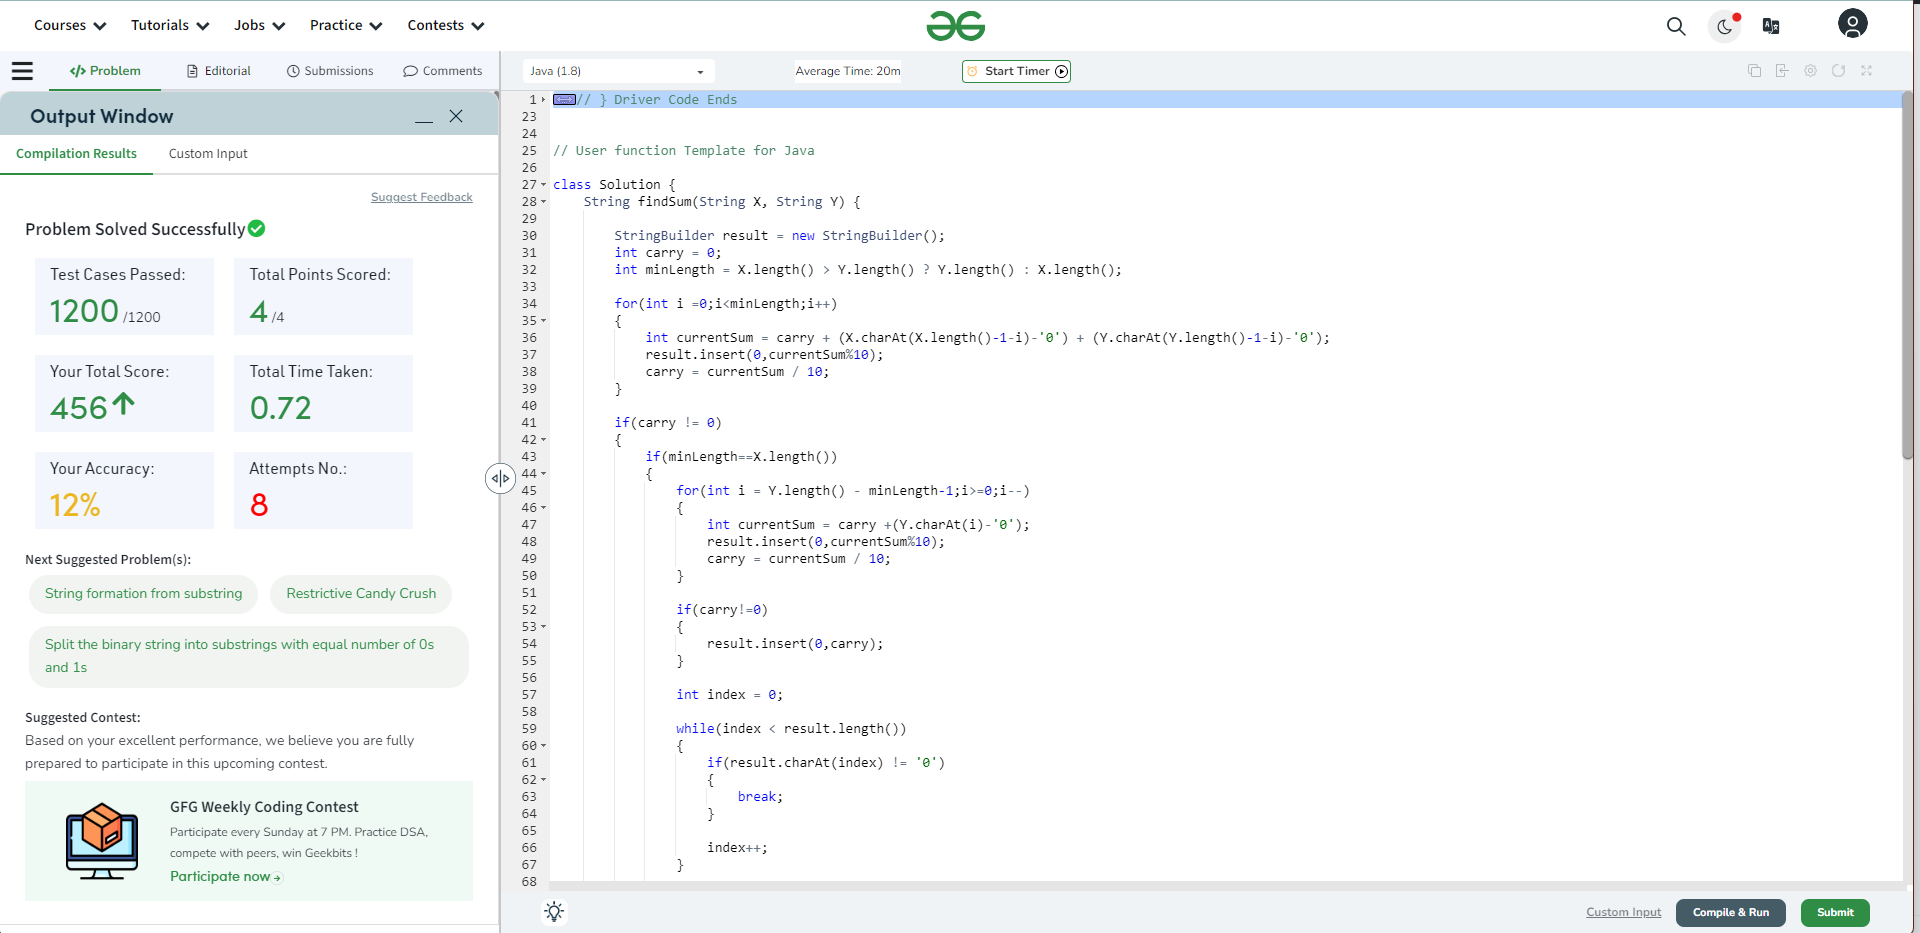 Courses Tutorials Jobs Practice Contests
Problem Editorial Submissions Comments
Java (1.8) Average Time: 20m Start Timer
Output Window
Compilation Results Custom Input
Suggest Feedback
Problem Solved Successfully
Test Cases Passed: Total Points Scored:
1200 /1200 4 /4
Your Total Score: Total Time Taken:
456 0.72
Your Accuracy: Attempts No.:
12% 8
Next Suggested Problem(s):
String formation from substring Restrictive Candy Crush
Split the binary string into substrings with equal number of 0s
and 1s
Suggested Contest:
Based on your excellent performance, we believe you are fully
prepared to participate in this upcoming contest.
GFG Weekly Coding Contest
Participate every Sunday at 7 PM. Practice DSA,
compete with peers, win Geekbits !
Participate now
1 // } Driver Code Ends
23
24
25 // User function Template for Java
26
27 class Solution {
28 String findSum(String X, String Y) {
29
30 StringBuilder result = new StringBuilder();
31 int carry = 0;
32 int minLength = X.length() > Y.length() ? Y.length() : X.length();
33
34 for(int i =0;i<minLength;i++)
35 {
36 int currentSum = carry + (X.charAt(X.length()-1-i)-'0') + (Y.charAt(Y.length()-1-i)-'0');
37 result.insert(0,currentSum%10);
38 carry = currentSum / 10;
39 }
40
41 if(carry != 0)
42 {
43 if(minLength==X.length())
44 {
45 for(int i = Y.length() - minLength-1;i>=0;i--)
46 {
47 int currentSum = carry +(Y.charAt(i)-'0');
48 result.insert(0,currentSum%10);
49 carry = currentSum / 10;
50 }
51
52 if(carry!=0)
53 {
54 result.insert(0,carry);
55 }
56
57 int index = 0;
58
59 while(index < result.length())
60 {
61 if(result.charAt(index) != '0')
62 {
63 break;
64 }
65
66 index++;
67 }
68
Custom Input Compile & Run Submit